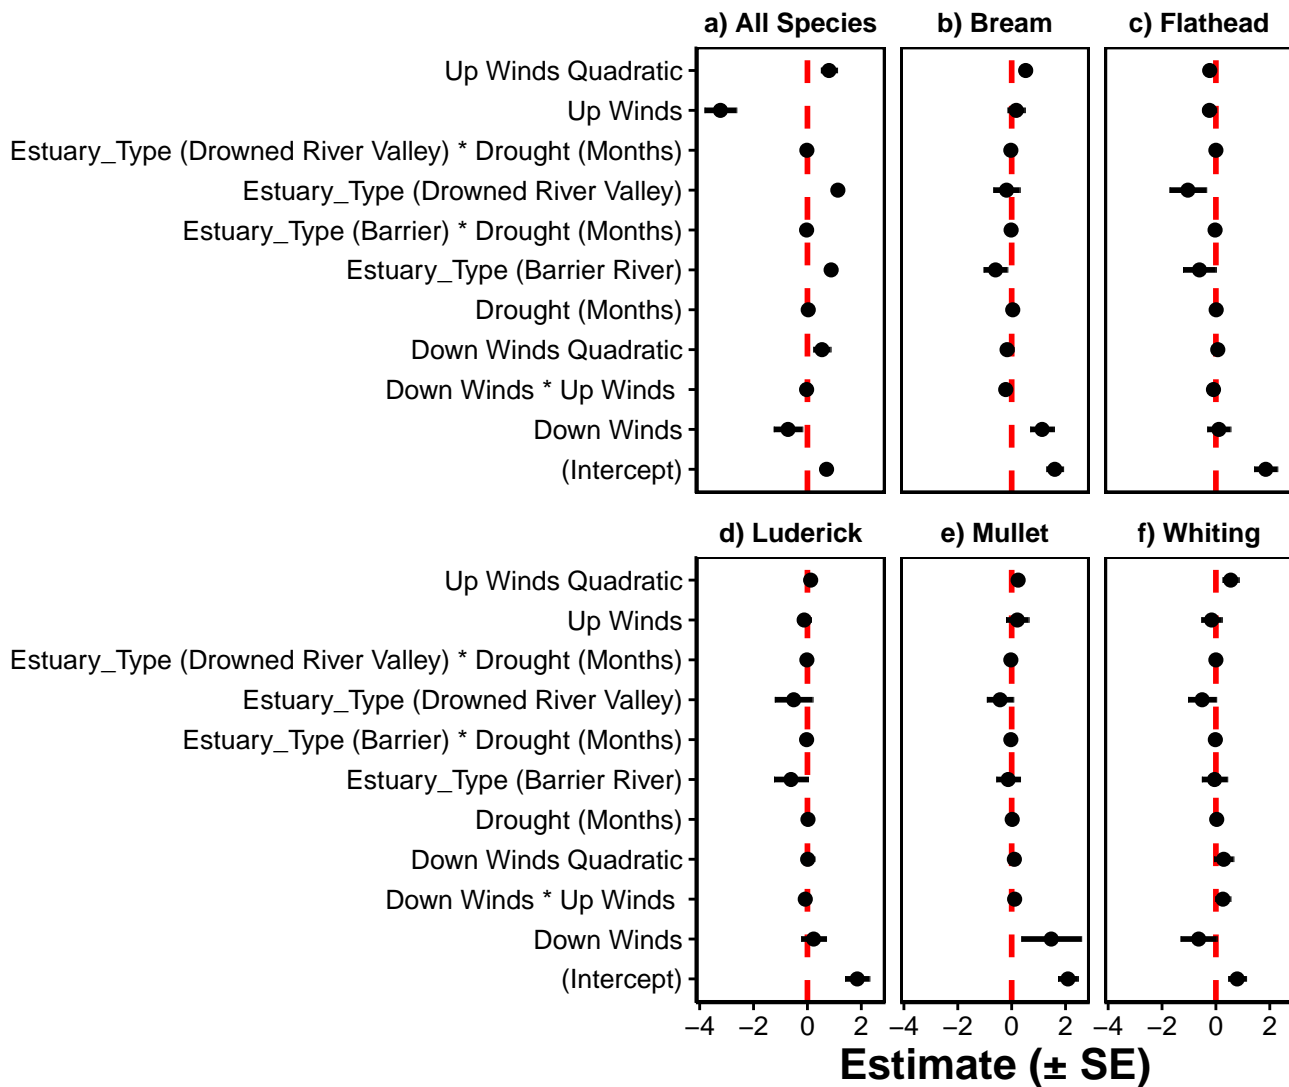 a) All Species b) Bream c) Flathead
Up Winds Quadratic
Up Winds
Estuary_Type (Drowned River Valley) * Drought (Months)
Estuary_Type (Drowned River Valley)
Estuary_Type (Barrier) * Drought (Months)
Estuary_Type (Barrier River)
Drought (Months)
Down Winds Quadratic
Down Winds * Up Winds
Down Winds
(Intercept)
d) Luderick e) Mullet f) Whiting
Up Winds Quadratic
Up Winds
Estuary_Type (Drowned River Valley) * Drought (Months)
Estuary_Type (Drowned River Valley)
Estuary_Type (Barrier) * Drought (Months)
Estuary_Type (Barrier River)
Drought (Months)
Down Winds Quadratic
Down Winds * Up Winds
Down Winds
(Intercept)
−4 −2 0 2 −4 −2 0 2 −4 −2 0 2
Estimate (± SE)